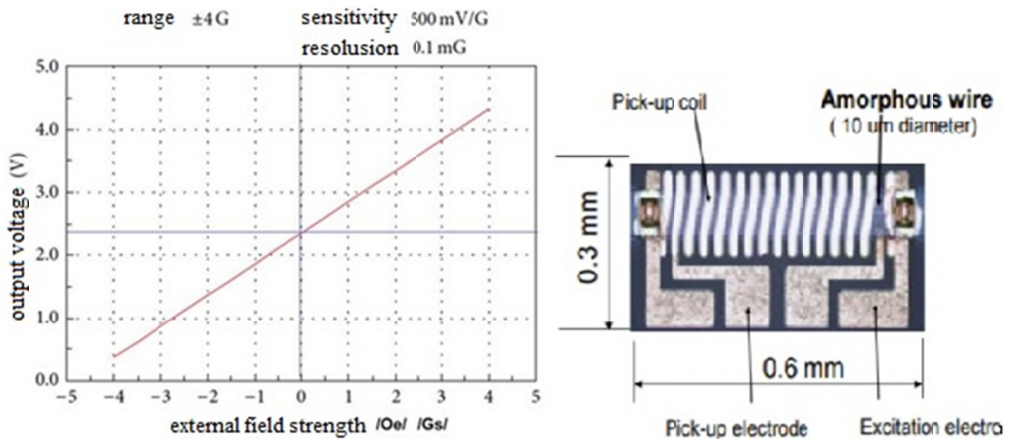 range ±4 G sensitivity 500 mV/G
resolusion 0.1 mG
5.0
4.0
3.0
2.0
1.0
0.0
output voltage (V)
−5 −4 −3 −2 −1 0 1 2 3 4 5
external field strength /Oe/ /Gs/
Pick-up coil
Amorphous wire
( 10 um diameter)
0.3 mm
0.6 mm
Pick-up electrode
Excitation electro